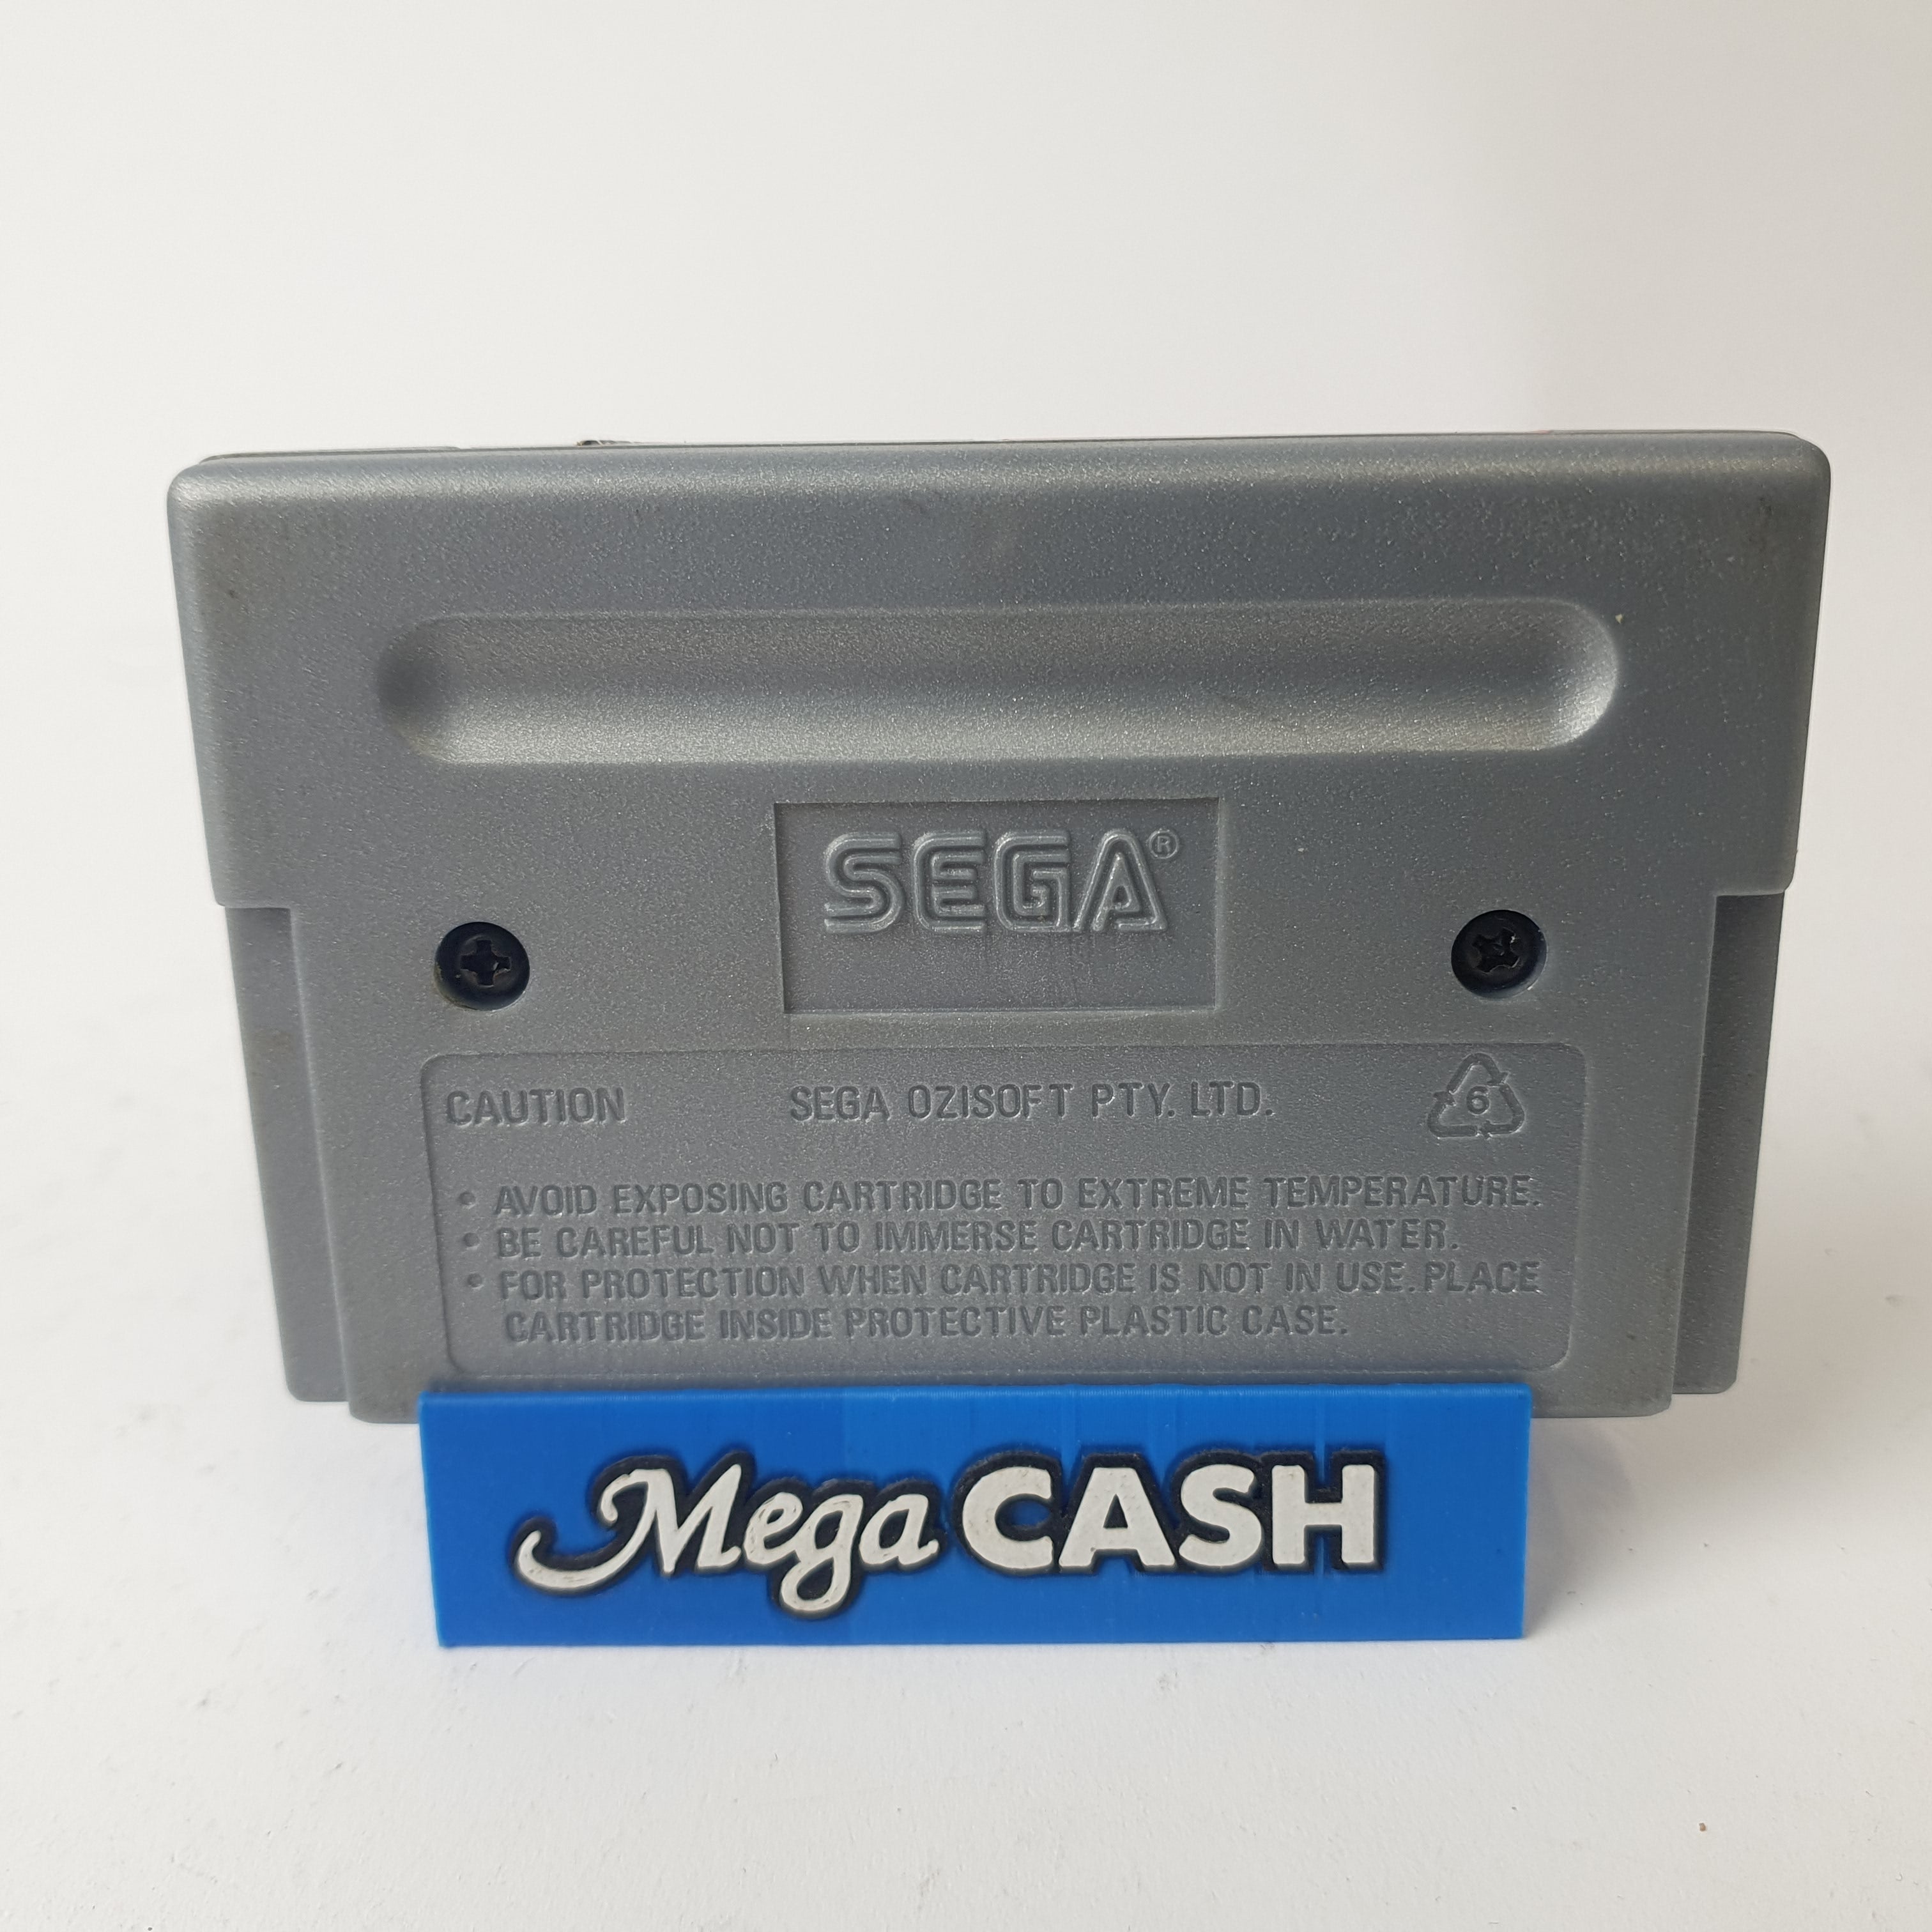 SEGA®
CAUTION SEGA OZISOFT PTY. LTD. 6
• AVOID EXPOSING CARTRIDGE TO EXTREME TEMPERATURE.
• BE CAREFUL NOT TO IMMERSE CARTRIDGE IN WATER.
• FOR PROTECTION WHEN CARTRIDGE IS NOT IN USE. PLACE
CARTRIDGE INSIDE PROTECTIVE PLASTIC CASE.
Mega CASH